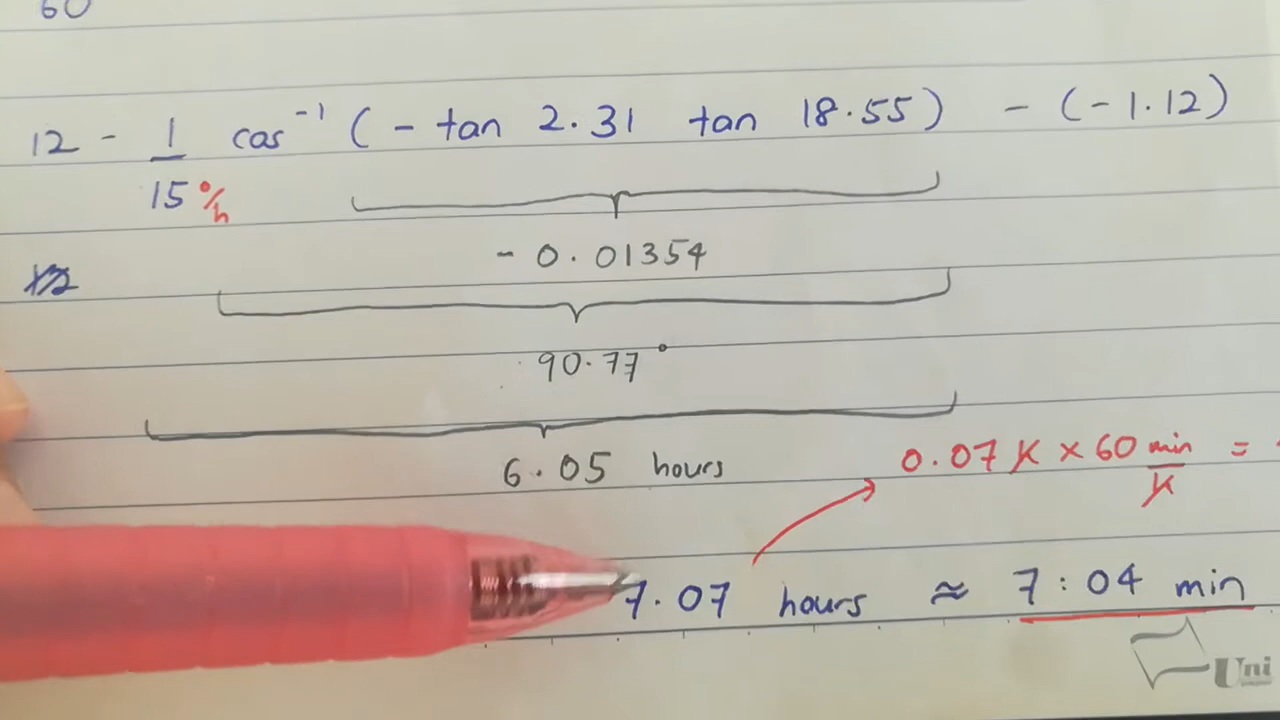 60
12 - 1/15 °/h cos⁻¹ ( - tan 2.31 tan 18.55 ) - ( - 1.12 )
- 0.01354
90.77°
6.05 hours
0.07 h × 60 min/h =
7.07 hours ≈ 7:04 min
Uni